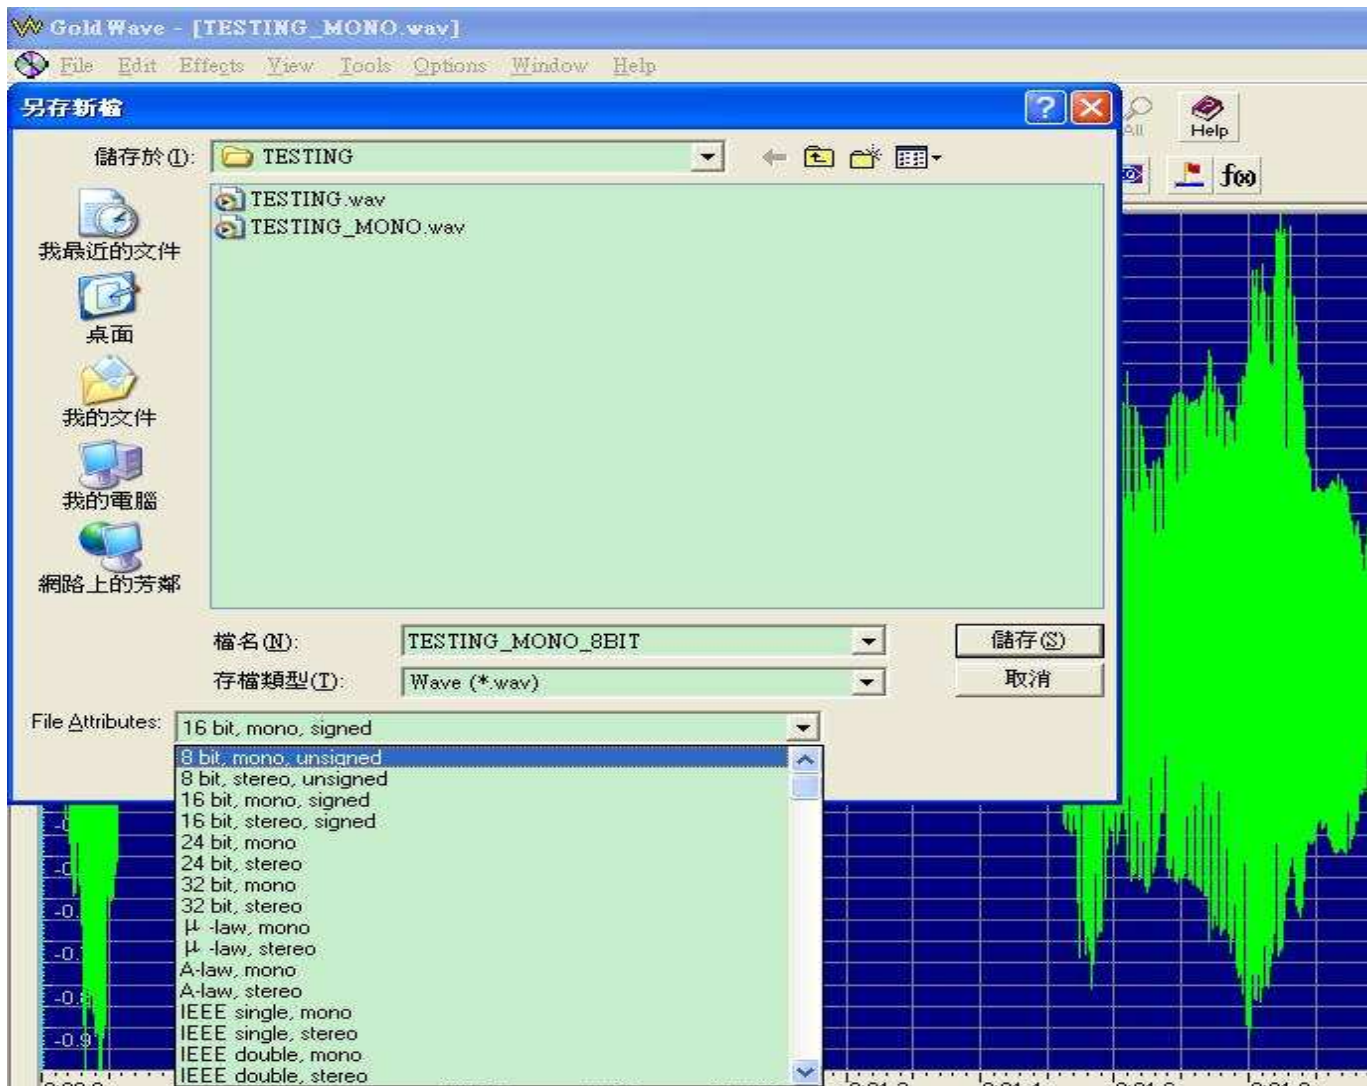 Gold Wave - [TESTING_MONO.wav]
File Edit Effects View Tools Options Window Help
另存新檔
All
Help
儲存於(I): TESTING
f(x)
TESTING.wav
TESTING_MONO.wav
我最近的文件
桌面
我的文件
我的電腦
網路上的芳鄰
檔名(N): TESTING_MONO_8BIT 儲存(S)
存檔類型(T): Wave (*.wav) 取消
File Attributes: 16 bit, mono, signed
8 bit, mono, unsigned
8 bit, stereo, unsigned
16 bit, mono, signed
16 bit, stereo, signed
24 bit, mono
24 bit, stereo
32 bit, mono
32 bit, stereo
μ -law, mono
μ -law, stereo
A-law, mono
A-law, stereo
IEEE single, mono
IEEE single, stereo
IEEE double, mono
IEEE double, stereo
-0.9